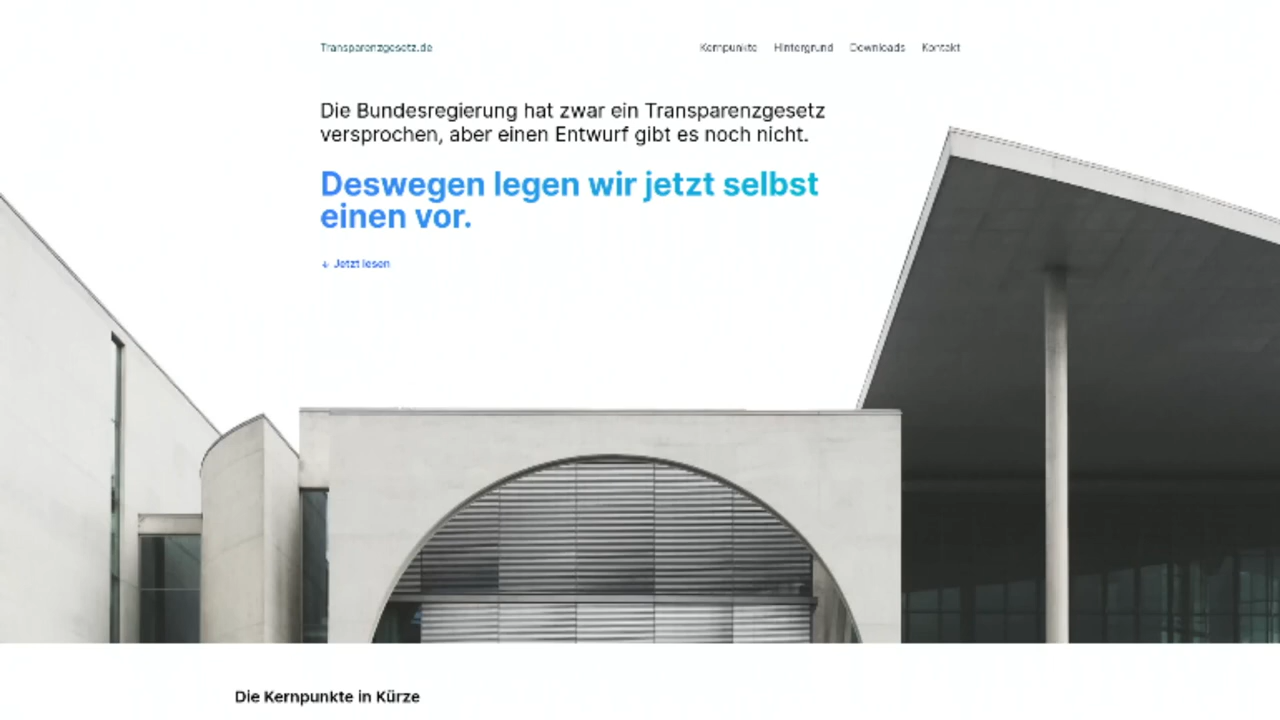 Transparenzgesetz.de
Kernpunkte Hintergrund Downloads Kontakt
Die Bundesregierung hat zwar ein Transparenzgesetz
versprochen, aber einen Entwurf gibt es noch nicht.
Deswegen legen wir jetzt selbst
einen vor.
↓ Jetzt lesen
Die Kernpunkte in Kürze